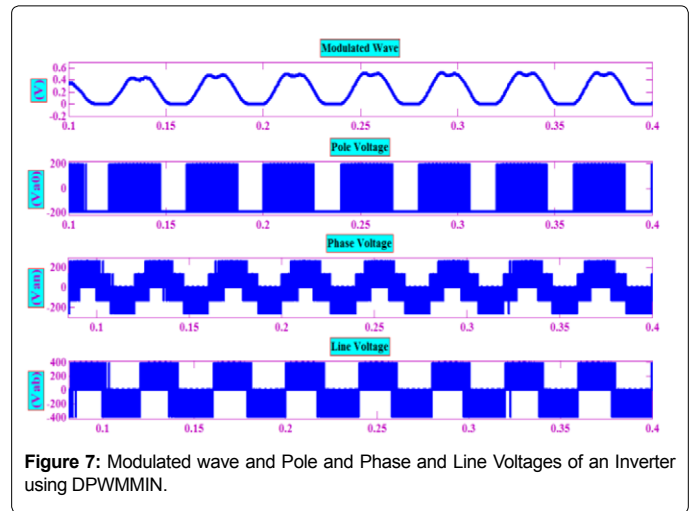 Modulated Wave
(V)
0.6
0.4
0.2
0
-0.2
0.1 0.15 0.2 0.25 0.3 0.35 0.4
Pole Voltage
(Va0)
200
0
-200
0.1 0.15 0.2 0.25 0.3 0.35 0.4
Phase Voltage
(Van)
200
0
-200
0.1 0.15 0.2 0.25 0.3 0.35 0.4
Line Voltage
(Vab)
400
200
0
-200
-400
0.1 0.15 0.2 0.25 0.3 0.35 0.4
Figure 7: Modulated wave and Pole and Phase and Line Voltages of an Inverter
using DPWMMIN.